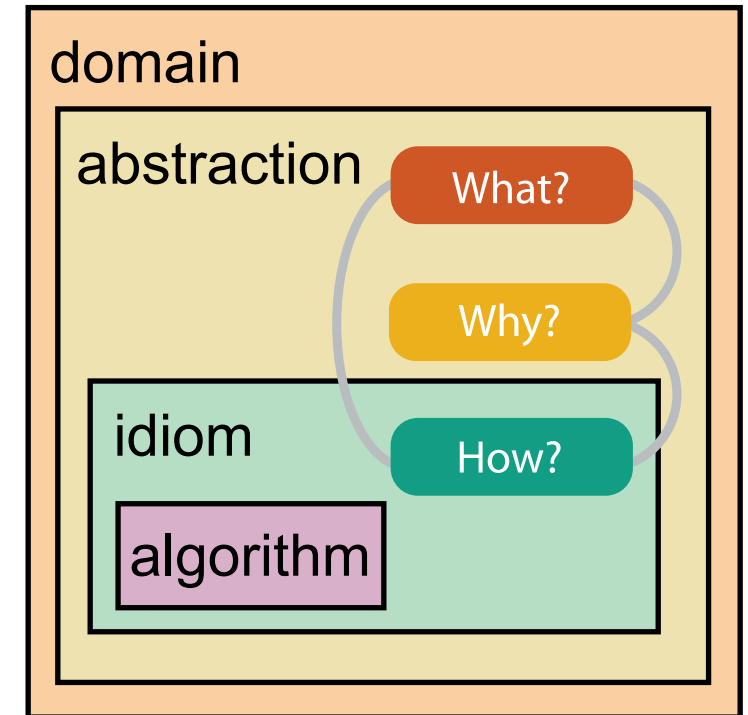 domain
abstraction
What?
Why?
idiom
How?
algorithm